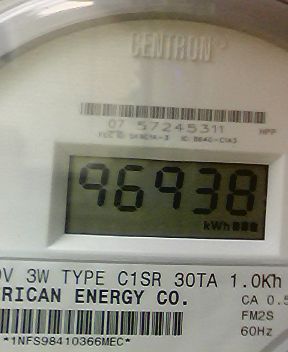 CENTRON
07 57245311
HPP
96938
kWh
V 3W TYPE C1SR 30TA 1.0Kh
RICAN ENERGY CO.
CA 0.5
FM2S
60Hz
*1NFS98410366MEC*